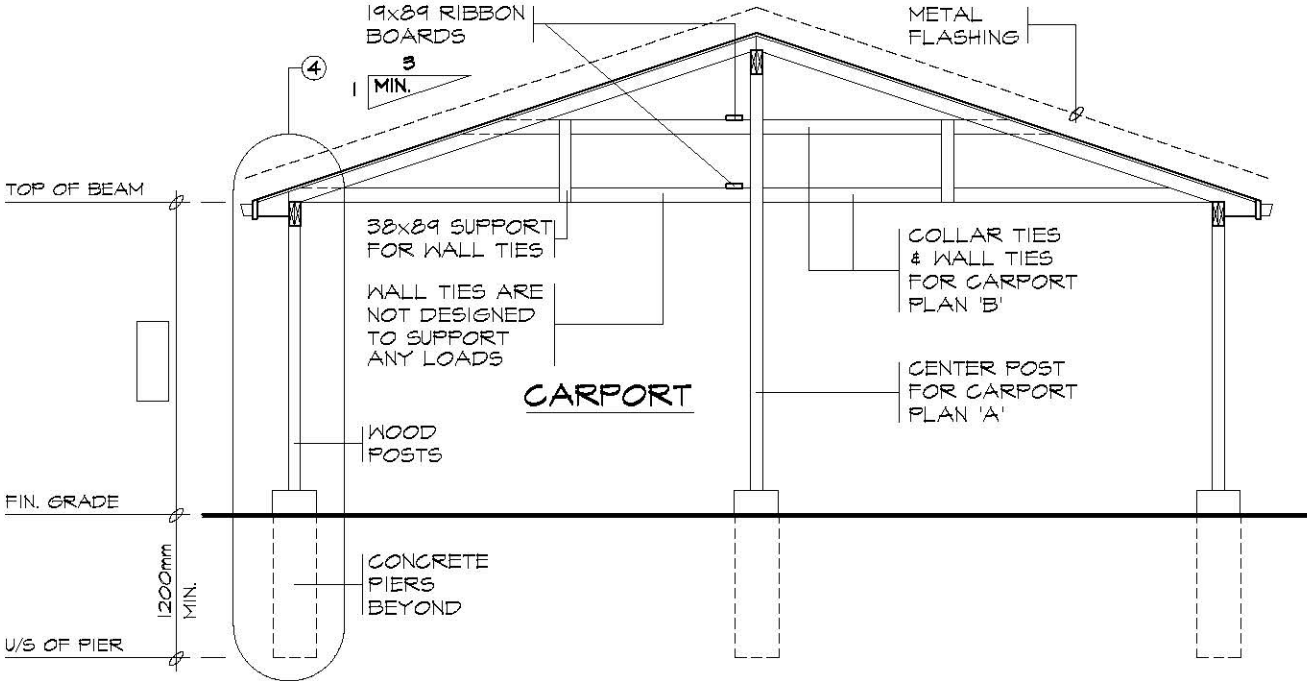 19x89 RIBBON
BOARDS
METAL
FLASHING
4
3
1
MIN.
TOP OF BEAM
38x89 SUPPORT
FOR WALL TIES
WALL TIES ARE
NOT DESIGNED
TO SUPPORT
ANY LOADS
COLLAR TIES
& WALL TIES
FOR CARPORT
PLAN 'B'
CARPORT
CENTER POST
FOR CARPORT
PLAN 'A'
WOOD
POSTS
FIN. GRADE
1200mm
MIN.
CONCRETE
PIERS
BEYOND
U/S OF PIER